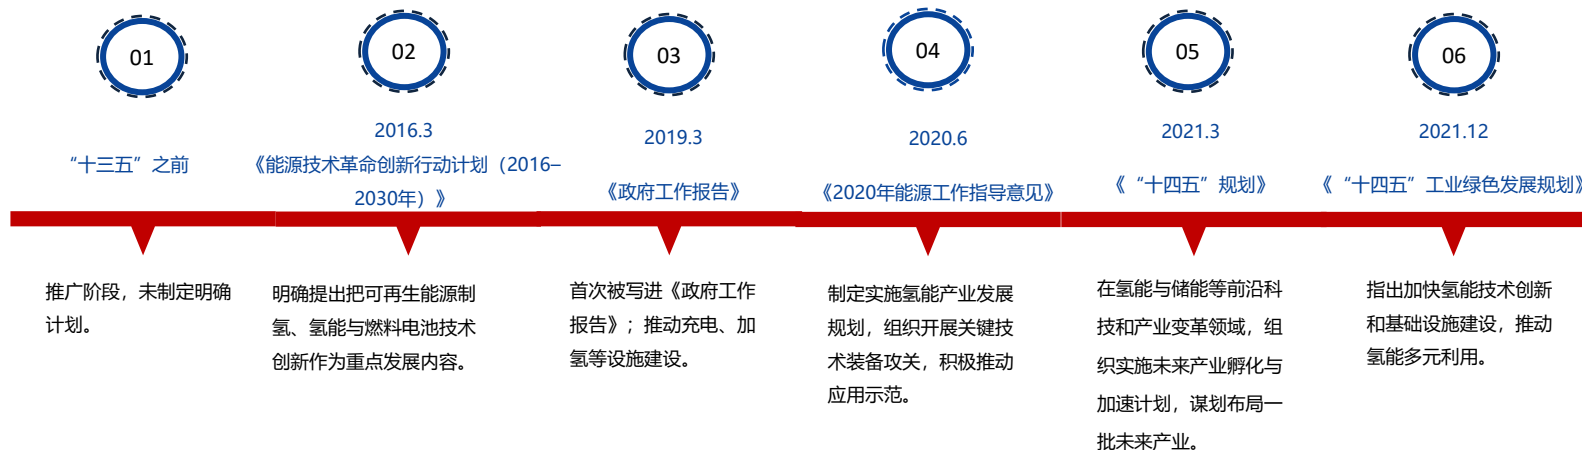 01
“十三五”之前
推广阶段，未制定明确
计划。
02
2016.3
《能源技术革命创新行动计划（2016–
2030年）》
明确提出把可再生能源制
氢、氢能与燃料电池技术
创新作为重点发展内容。
03
2019.3
《政府工作报告》
首次被写进《政府工作
报告》；推动充电、加
氢等设施建设。
04
2020.6
《2020年能源工作指导意见》
制定实施氢能产业发展
规划，组织开展关键技
术装备攻关，积极推动
应用示范。
05
2021.3
《“十四五”规划》
在氢能与储能等前沿科
技和产业变革领域，组
织实施未来产业孵化与
加速计划，谋划布局一
批未来产业。
06
2021.12
《“十四五”工业绿色发展规划》
指出加快氢能技术创新
和基础设施建设，推动
氢能多元利用。